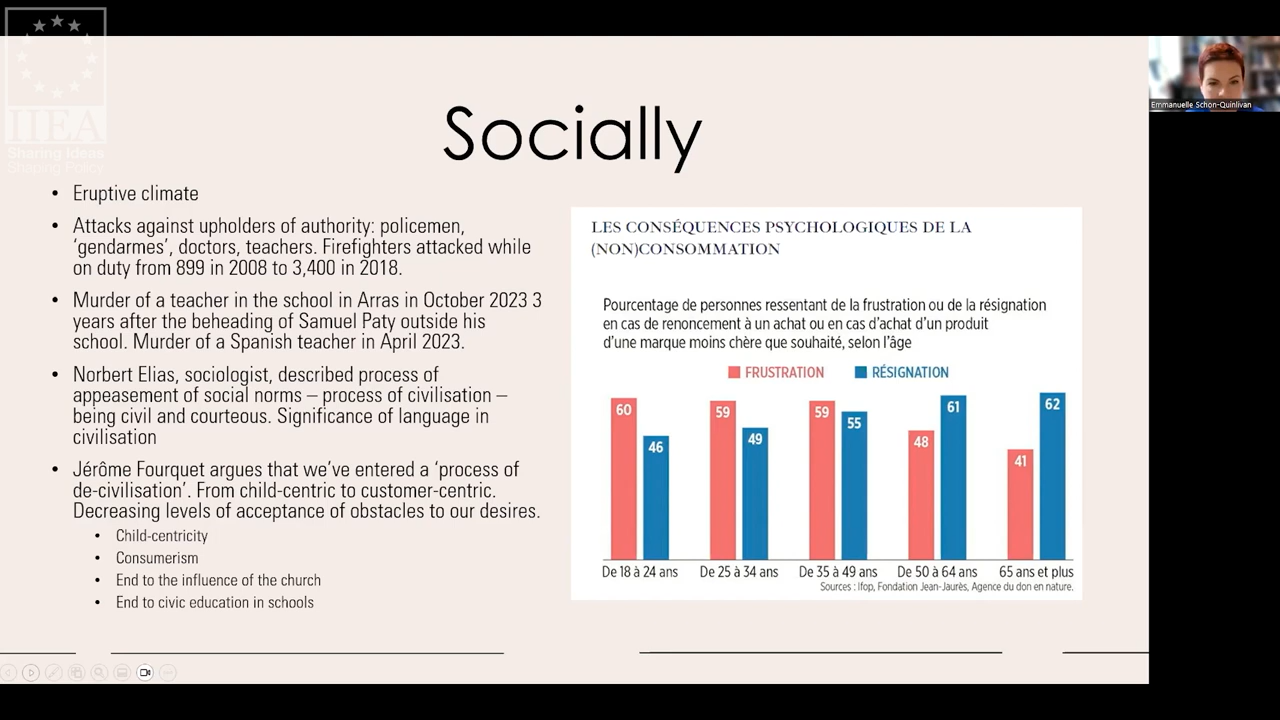 IIEA
Sharing Ideas
Shaping Policy
Emmanuelle Schon-Quinlivan
Socially
• Eruptive climate
• Attacks against upholders of authority: policemen,
‘gendarmes’, doctors, teachers. Firefighters attacked while
on duty from 899 in 2008 to 3,400 in 2018.
• Murder of a teacher in the school in Arras in October 2023 3
years after the beheading of Samuel Paty outside his
school. Murder of a Spanish teacher in April 2023.
• Norbert Elias, sociologist, described process of
appeasement of social norms – process of civilisation –
being civil and courteous. Significance of language in
civilisation
• Jérôme Fourquet argues that we’ve entered a ‘process of
de-civilisation’. From child-centric to customer-centric.
Decreasing levels of acceptance of obstacles to our desires.
• Child-centricity
• Consumerism
• End to the influence of the church
• End to civic education in schools
LES CONSÉQUENCES PSYCHOLOGIQUES DE LA
(NON)CONSOMMATION
Pourcentage de personnes ressentant de la frustration ou de la résignation
en cas de renoncement à un achat ou en cas d’achat d’un produit
d’une marque moins chère que souhaité, selon l’âge
FRUSTRATION RÉSIGNATION
60 46 59 49 59 55 48 61 41 62
De 18 à 24 ans De 25 à 34 ans De 35 à 49 ans De 50 à 64 ans 65 ans et plus
Sources : Ifop, Fondation Jean-Jaurès, Agence du don en nature.